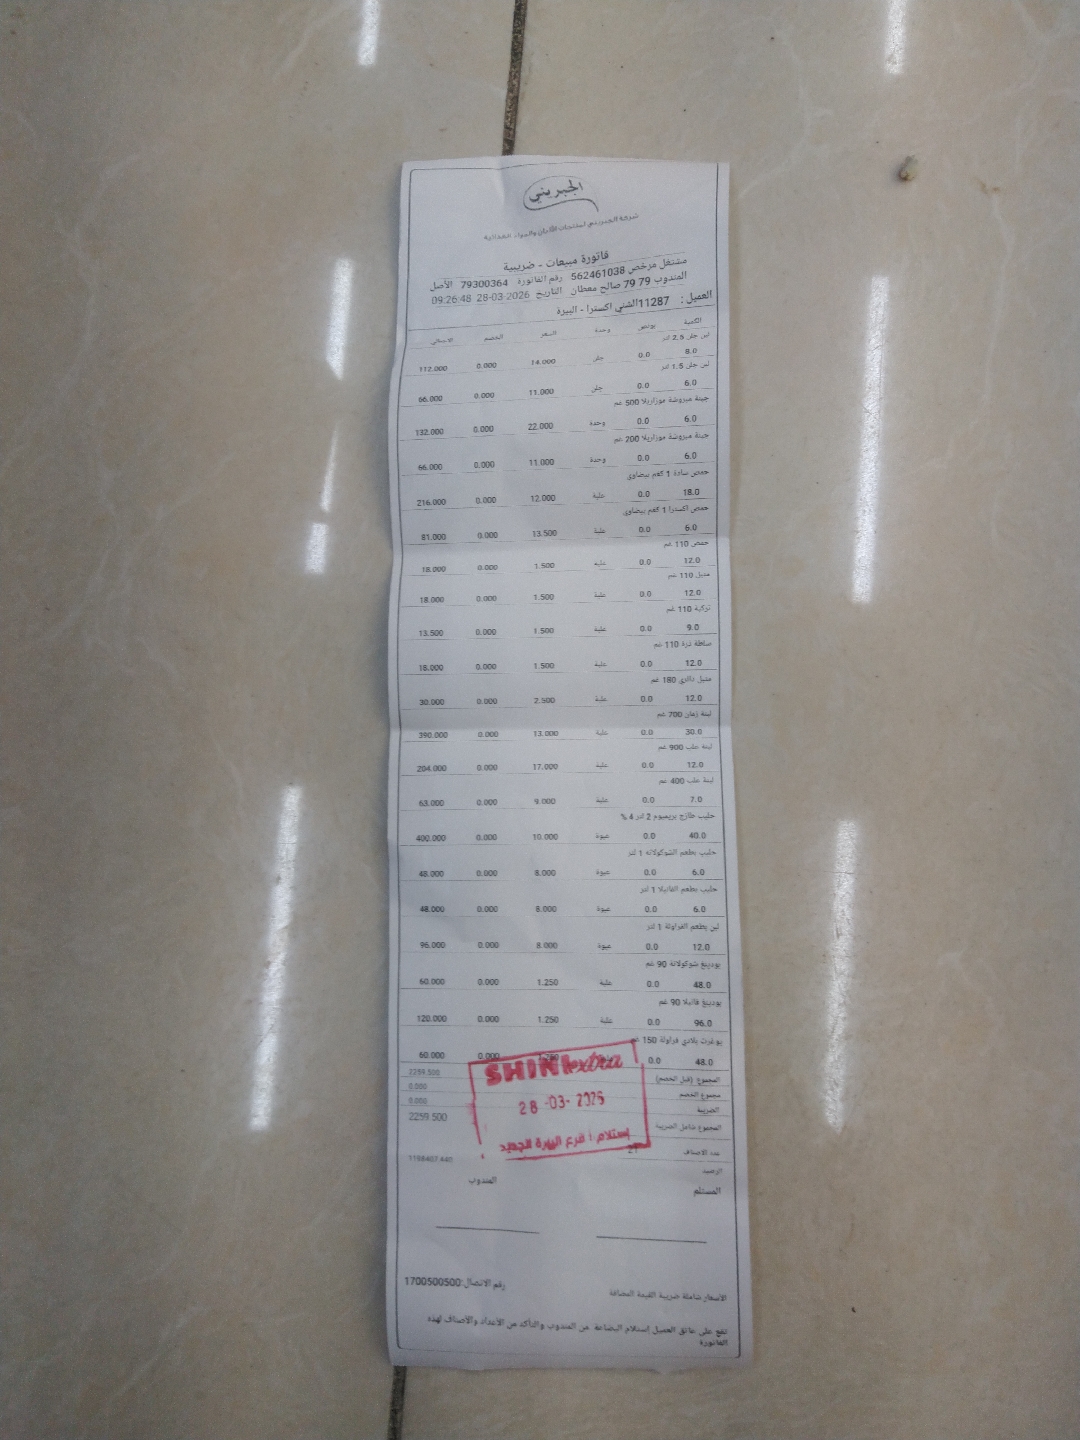 الجبريني
شركة الجبريني لمنتجات الألبان والمواد الغذائية
فاتورة مبيعات - ضريبية
مشتغل مرخص 562461038 رقم الفاتورة 79300364 الأصل
المندوب 79 79 صالح معطان التاريخ 28-03-2026 09:26:48
العميل : 11287الشني اكسترا - البيرة
الكمية بونص وحدة السعر الخصم الاجمالي
لبن جلن 2.5 لتر
8.0 0.0 جلن 14.000 0.000 112.000
لبن جلن 1.5 لتر
6.0 0.0 جلن 11.000 0.000 66.000
جبنة مبروشة موزاريلا 500 غم
6.0 0.0 وحدة 22.000 0.000 132.000
جبنة مبروشة موزاريلا 200 غم
6.0 0.0 وحدة 11.000 0.000 66.000
حمص سادة 1 كغم بيضاوي
18.0 0.0 علبة 12.000 0.000 216.000
حمص اكسترا 1 كغم بيضاوي
6.0 0.0 علبة 13.500 0.000 81.000
حمص 110 غم
12.0 0.0 علبة 1.500 0.000 18.000
متبل 110 غم
12.0 0.0 علبة 1.500 0.000 18.000
تركية 110 غم
9.0 0.0 علبة 1.500 0.000 13.500
سلطة ذرة 110 غم
12.0 0.0 علبة 1.500 0.000 18.000
متبل 180 غم
12.0 0.0 علبة 2.500 0.000 30.000
لبنة زمان 700 غم
30.0 0.0 علبة 13.000 0.000 390.000
لبنة علب 900 غم
12.0 0.0 علبة 17.000 0.000 204.000
لبنة علب 400 غم
7.0 0.0 علبة 9.000 0.000 63.000
حليب طازج بريميوم 2 لتر 4 %
40.0 0.0 عبوة 10.000 0.000 400.000
حليب بطعم الشوكولاته 1 لتر
6.0 0.0 عبوة 8.000 0.000 48.000
حليب بطعم الفانيلا 1 لتر
6.0 0.0 عبوة 8.000 0.000 48.000
لبن بطعم الفراولة 1 لتر
12.0 0.0 عبوة 8.000 0.000 96.000
بودينغ شوكولاتة 90 غم
48.0 0.0 علبة 1.250 0.000 60.000
بودينغ فانيلا 90 غم
96.0 0.0 علبة 1.250 0.000 120.000
يوغرت بلادي فراولة 150 غم
48.0 0.0 0.000 60.000
المجموع (قبل الخصم) 2259.500
مجموع الخصم 0.000
الضريبة 0.000
المجموع شامل الضريبة 2259.500
عدد الاصناف 21
الرصيد
SHINI extra
28 -03- 2026
إستلام / فرع البيرة الجديد
المستلم المندوب
رقم الاتصال:1700500500
الأسعار شاملة ضريبة القيمة المضافة
تقع على عاتق العميل إستلام البضاعة من المندوب والتأكد من الأعداد والأصناف لهذه
الفاتورة